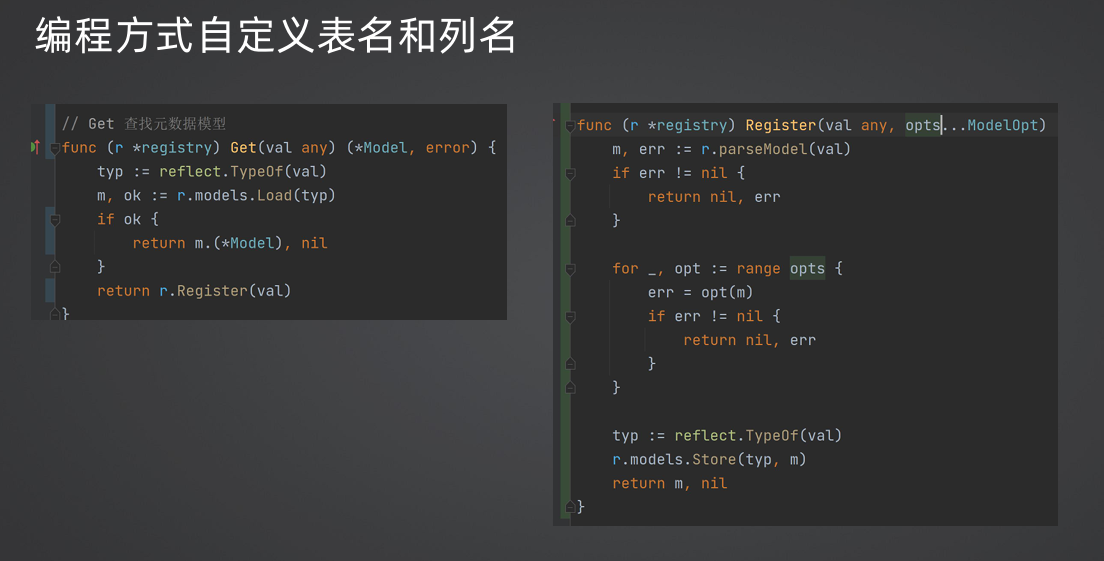 编程方式自定义表名和列名
// Get 查找元数据模型
func (r *registry) Get(val any) (*Model, error) {
    typ := reflect.TypeOf(val)
    m, ok := r.models.Load(typ)
    if ok {
        return m.(*Model), nil
    }
    return r.Register(val)
}
func (r *registry) Register(val any, opts...ModelOpt)
    m, err := r.parseModel(val)
    if err != nil {
        return nil, err
    }
    for _, opt := range opts {
        err = opt(m)
        if err != nil {
            return nil, err
        }
    }
    typ := reflect.TypeOf(val)
    r.models.Store(typ, m)
    return m, nil
}